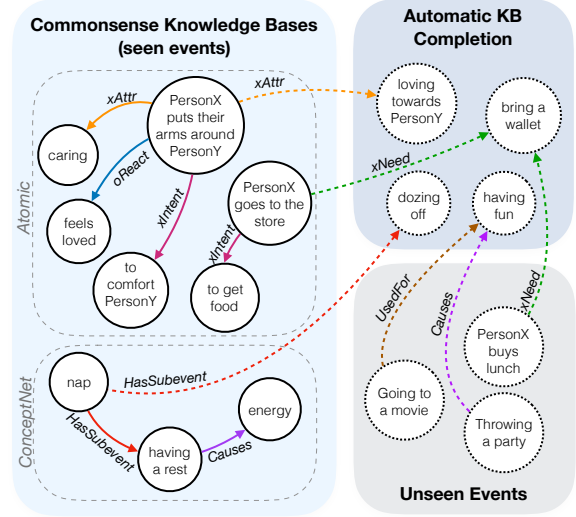 Commonsense Knowledge Bases
(seen events)
Atomic
xAttr
PersonX
puts their
arms around
PersonY
caring
oReact
feels
loved
xIntent
to
comfort
PersonY
PersonX
goes to the
store
xIntent
to get
food
ConceptNet
nap
HasSubevent
HasSubevent
having
a rest
Causes
energy
Automatic KB
Completion
xAttr
loving
towards
PersonY
bring a
wallet
xNeed
dozing
off
having
fun
UsedFor
Causes
xNeed
PersonX
buys
lunch
Going to
a movie
Throwing
a party
Unseen Events